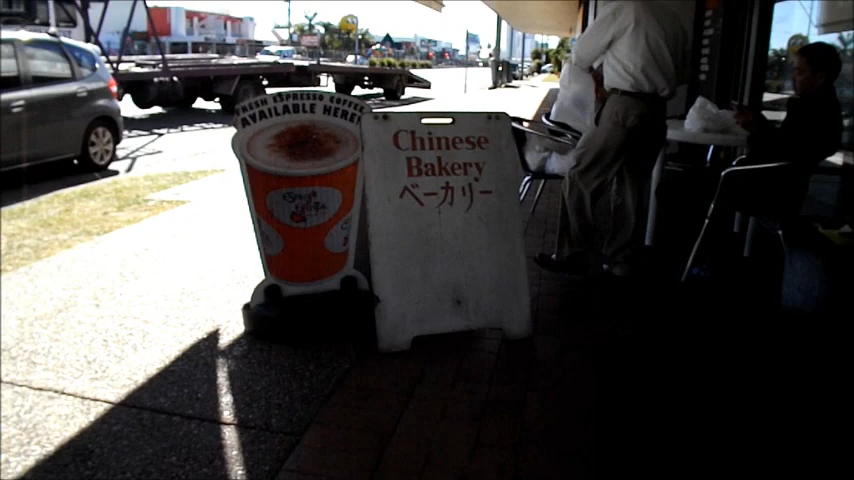 FRESH ESPRESSO COFFEE
AVAILABLE HERE!
Chinese
Bakery
ベーカリー